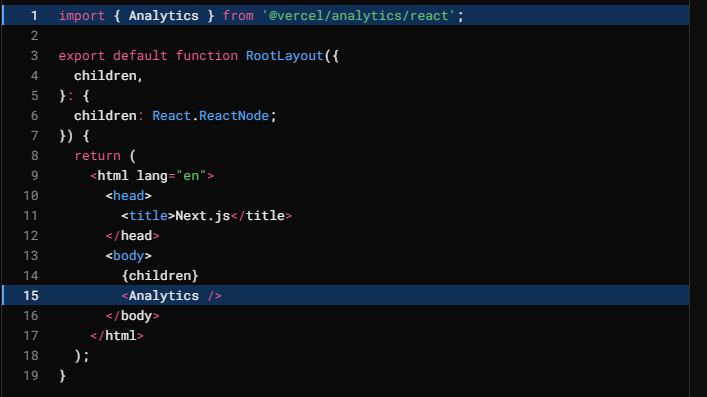 1 import { Analytics } from '@vercel/analytics/react';
2
3 export default function RootLayout({
4   children,
5 }: {
6   children: React.ReactNode;
7 }) {
8   return (
9     <html lang="en">
10       <head>
11         <title>Next.js</title>
12       </head>
13       <body>
14         {children}
15         <Analytics />
16       </body>
17     </html>
18   );
19 }